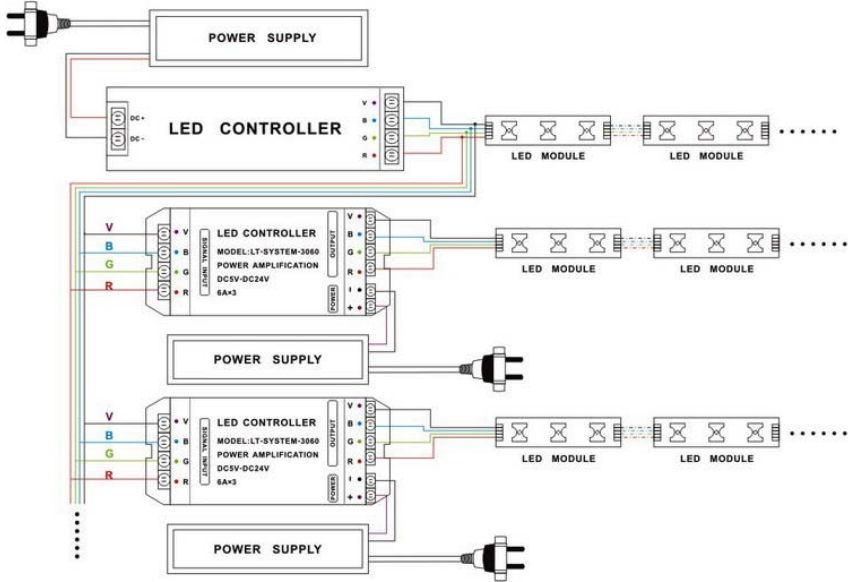 POWER SUPPLY
DC+
DC-
LED CONTROLLER
V
B
G
R
LED MODULE
LED MODULE
V
B
G
R
V
B
G
R
SIGNAL INPUT
LED CONTROLLER
MODEL:LT-SYSTEM-3060
POWER AMPLIFICATION
DC5V-DC24V
6A×3
OUTPUT
POWER
V
B
G
R
-
+
LED MODULE
LED MODULE
POWER SUPPLY
V
B
G
R
V
B
G
R
SIGNAL INPUT
LED CONTROLLER
MODEL:LT-SYSTEM-3060
POWER AMPLIFICATION
DC5V-DC24V
6A×3
OUTPUT
POWER
V
B
G
R
-
+
LED MODULE
LED MODULE
POWER SUPPLY